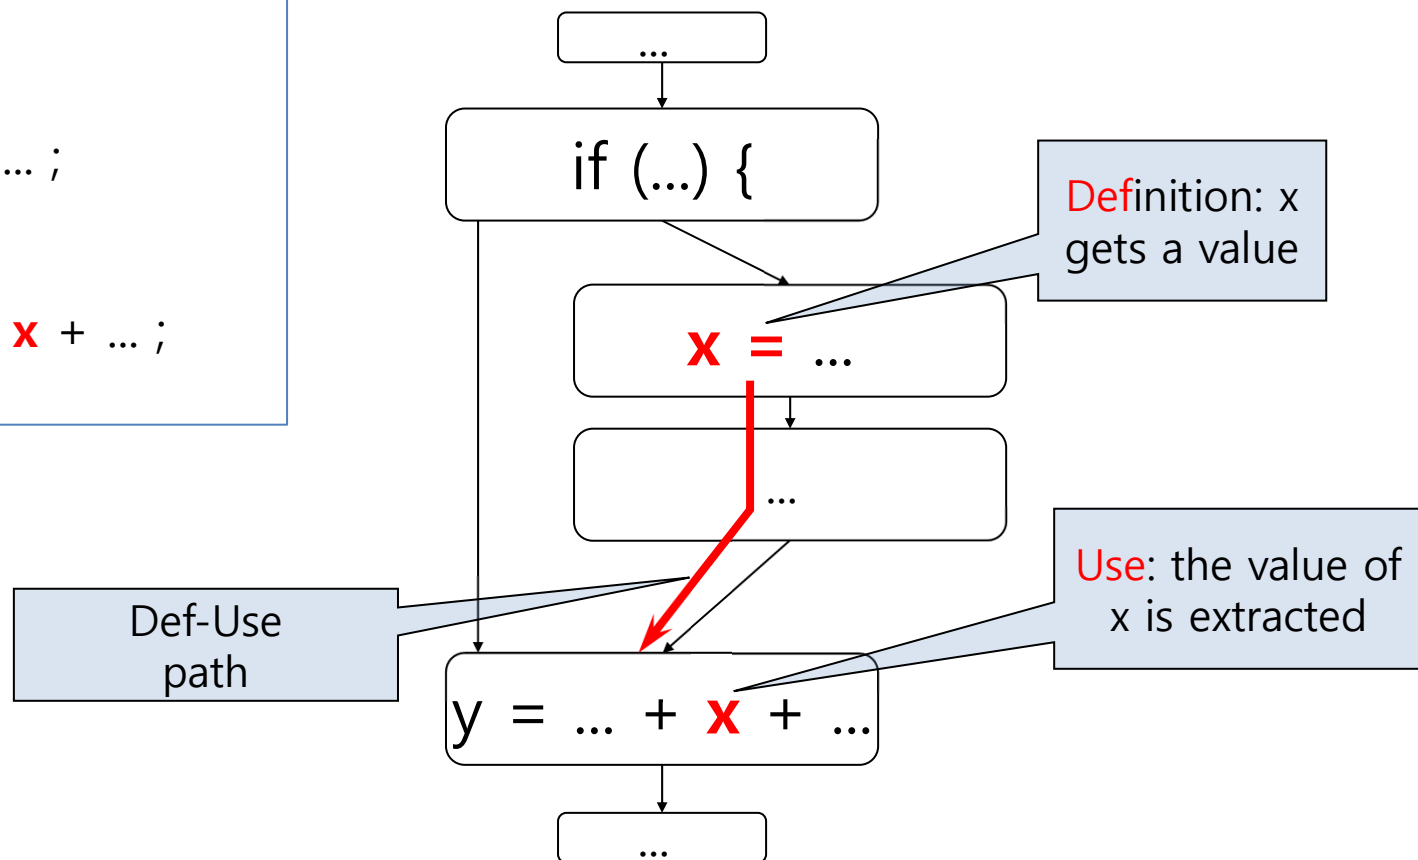 ... ;
x + ... ;
...
if (...) {
Definition: x
gets a value
x = ...
...
Use: the value of
x is extracted
Def-Use
path
y = ... + x + ...
...